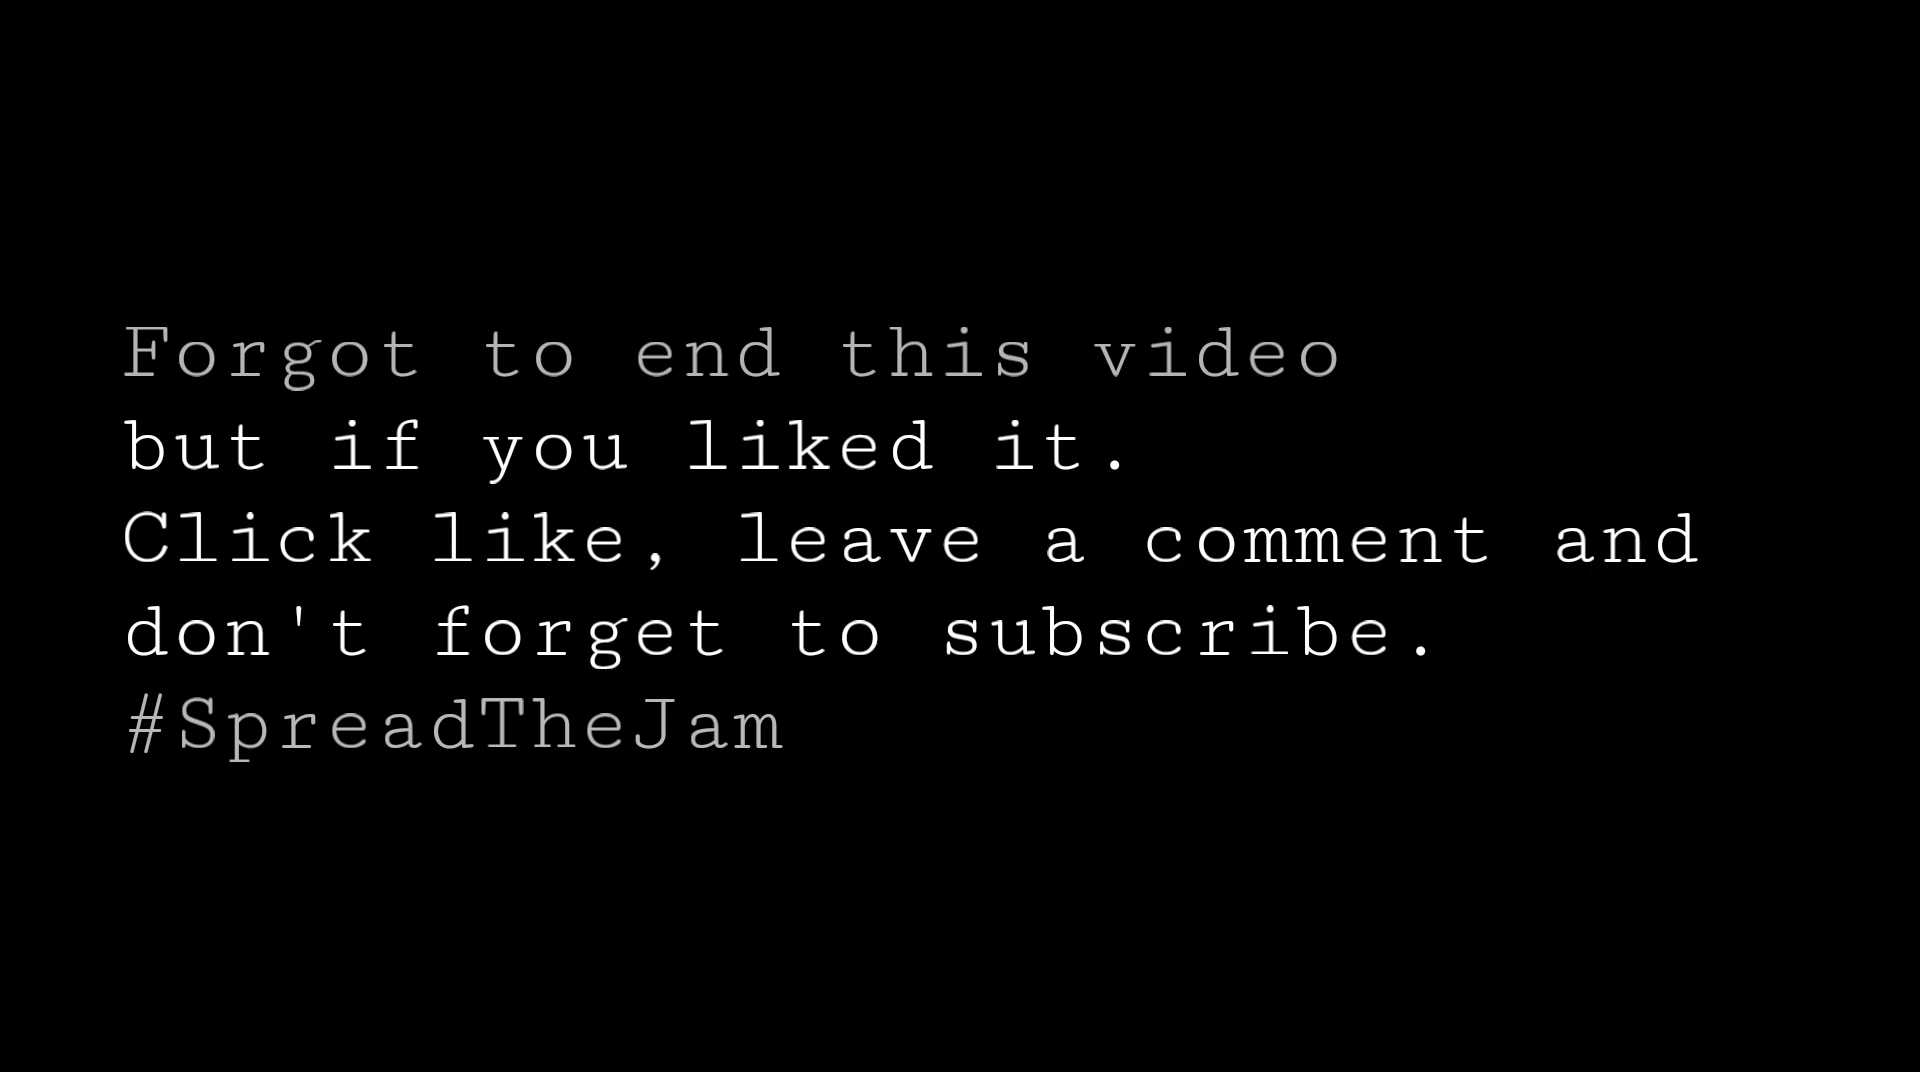 Forgot to end this video
but if you liked it.
Click like, leave a comment and
don't forget to subscribe.
#SpreadTheJam